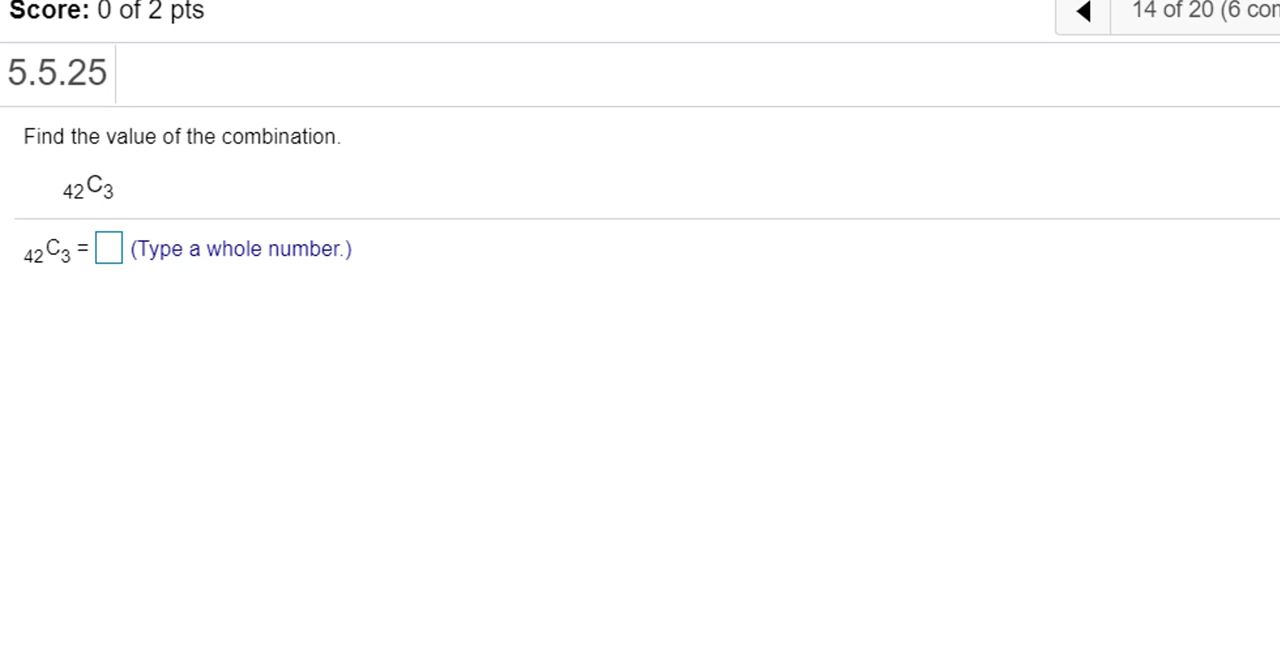 Score: 0 of 2 pts
14 of 20 (6 con
5.5.25
Find the value of the combination.
₄₂C₃
₄₂C₃ = (Type a whole number.)